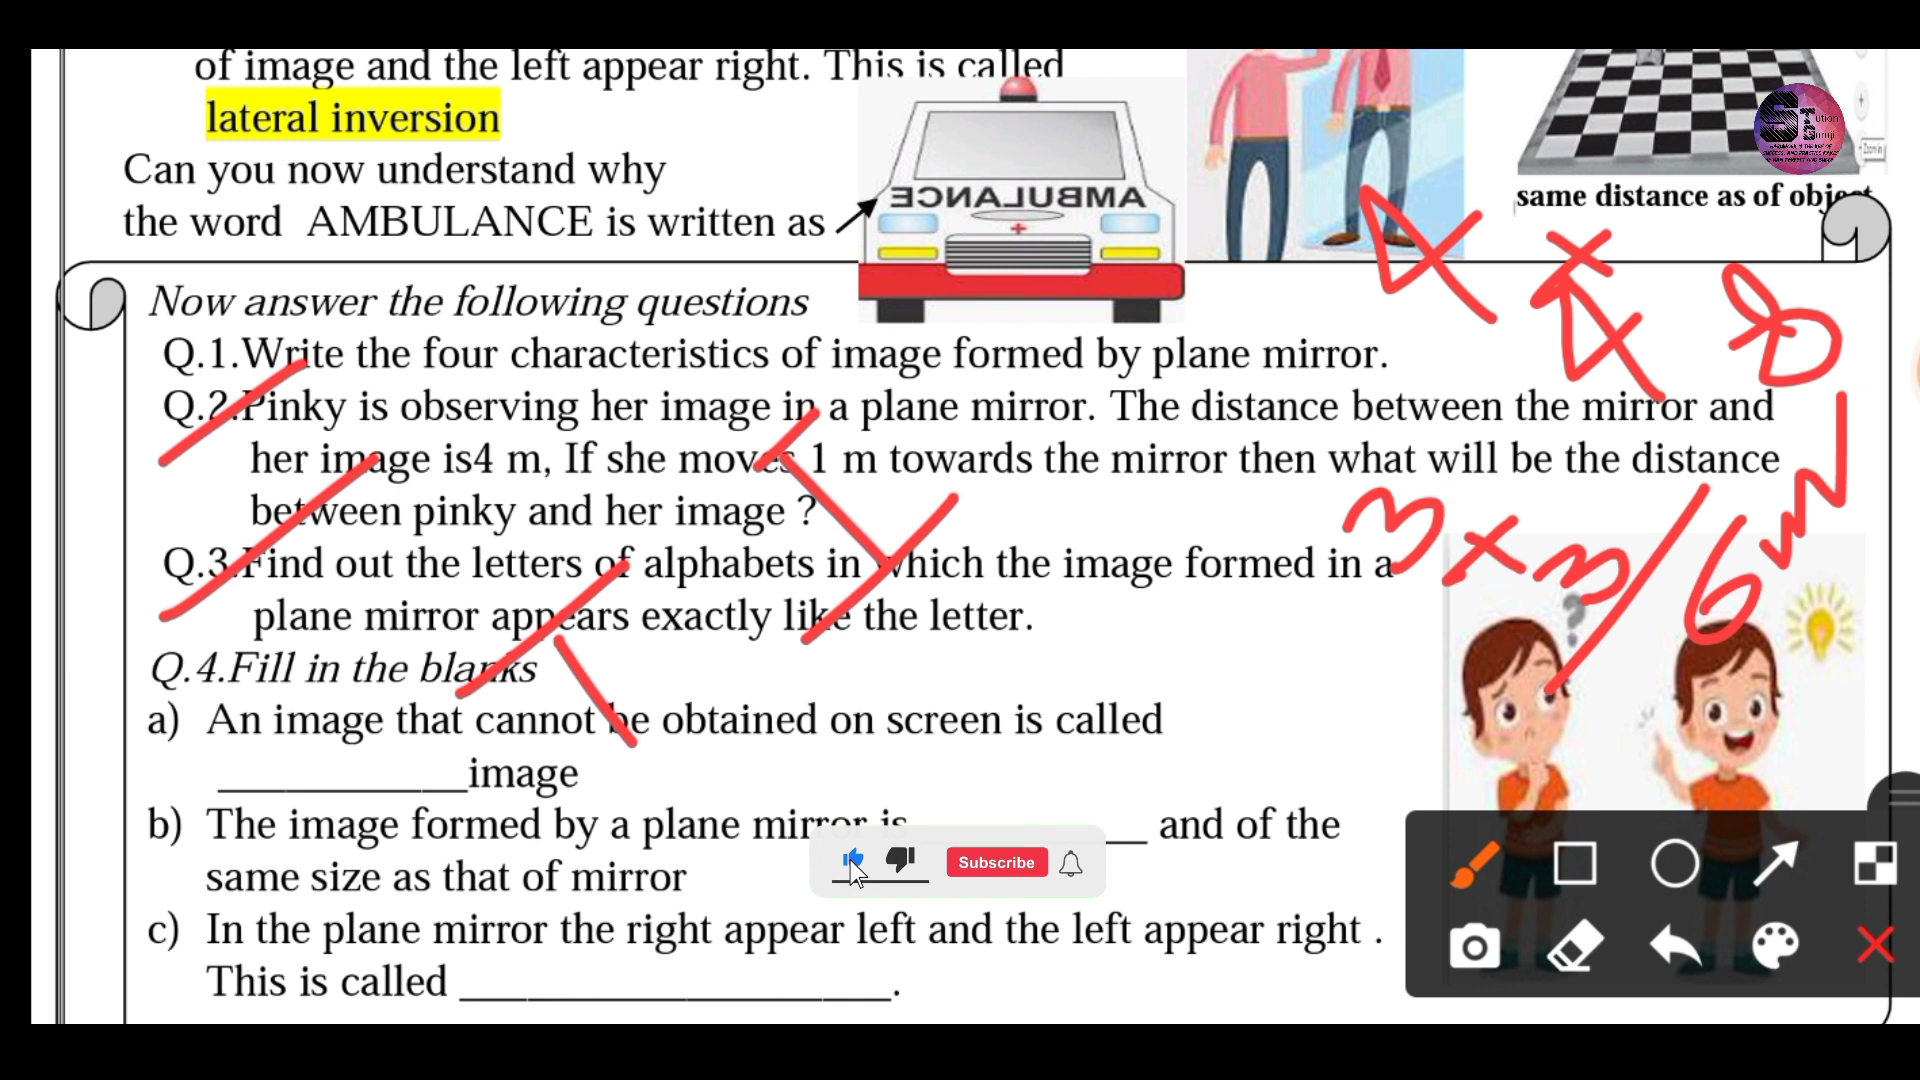 of image and the left appear right. This is called
lateral inversion
Can you now understand why
the word AMBULANCE is written as
AMBULANCE
same distance as of object
Now answer the following questions
Q.1.Write the four characteristics of image formed by plane mirror.
Q.2.Pinky is observing her image in a plane mirror. The distance between the mirror and
her image is4 m, If she moves 1 m towards the mirror then what will be the distance
between pinky and her image ?
Q.3.Find out the letters of alphabets in which the image formed in a
plane mirror appears exactly like the letter.
Q.4.Fill in the blanks
a) An image that cannot be obtained on screen is called
___________image
b) The image formed by a plane mirror is __________ and of the
same size as that of mirror
c) In the plane mirror the right appear left and the left appear right .
This is called ___________________.
Subscribe
8
3 + 3 / 6 m